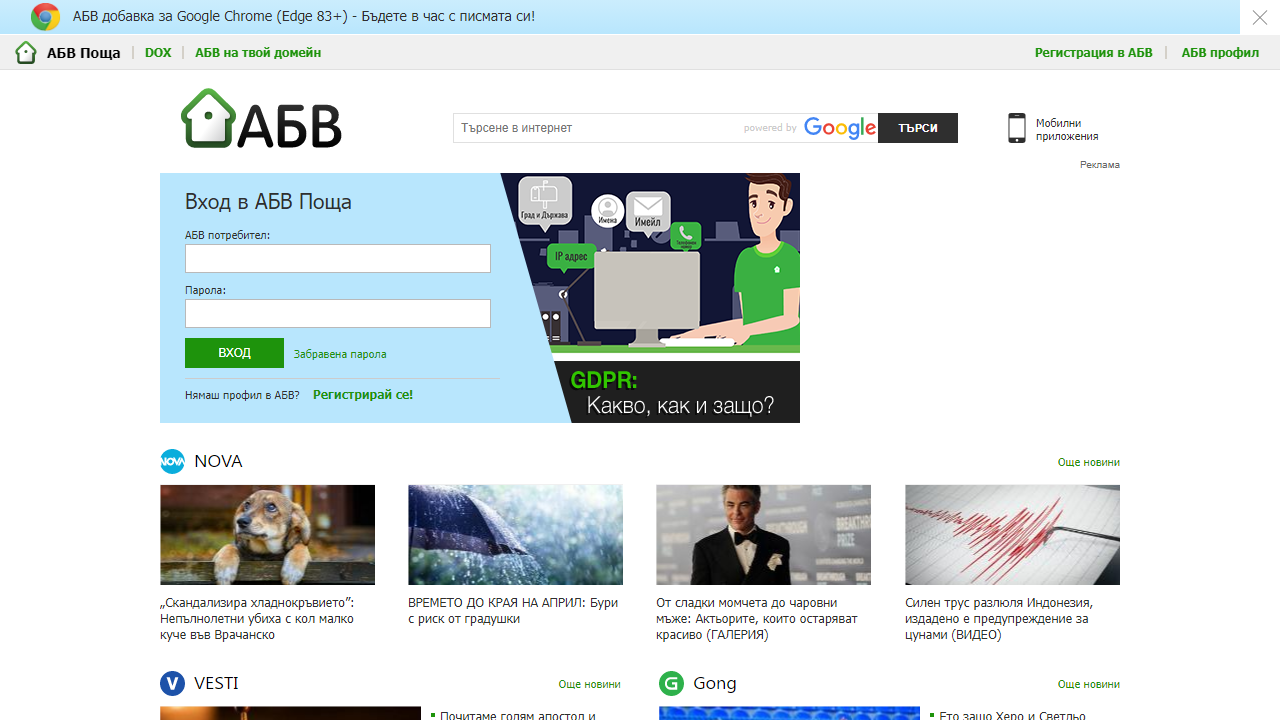 АБВ добавка за Google Chrome (Edge 83+) - Бъдете в час с писмата си!
АБВ Поща
DOX
АБВ на твой домейн
Регистрация в АБВ
АБВ профил
АБВ
Търсене в интернет
powered by Google
ТЪРСИ
Мобилни
приложения
Реклама
Вход в АБВ Поща
АБВ потребител:
Парола:
ВХОД
Забравена парола
Нямаш профил в АБВ?
Регистрирай се!
Град и Държава
Имена
Имейл
Телефонен
номер
IP адрес
GDPR:
Какво, как и защо?
NOVA
NOVA
Още новини
„Скандализира хладнокръвието”:
Непълнолетни убиха с кол малко
куче във Врачанско
ВРЕМЕТО ДО КРАЯ НА АПРИЛ: Бури
с риск от градушки
BREAKTHROUGH
PRIZE
От сладки момчета до чаровни
мъже: Актьорите, които остаряват
красиво (ГАЛЕРИЯ)
Силен трус разлюля Индонезия,
издадено е предупреждение за
цунами (ВИДЕО)
V
VESTI
Още новини
G
Gong
Още новини
Почитаме голям апостол и
Ето защо Херо и Светльо